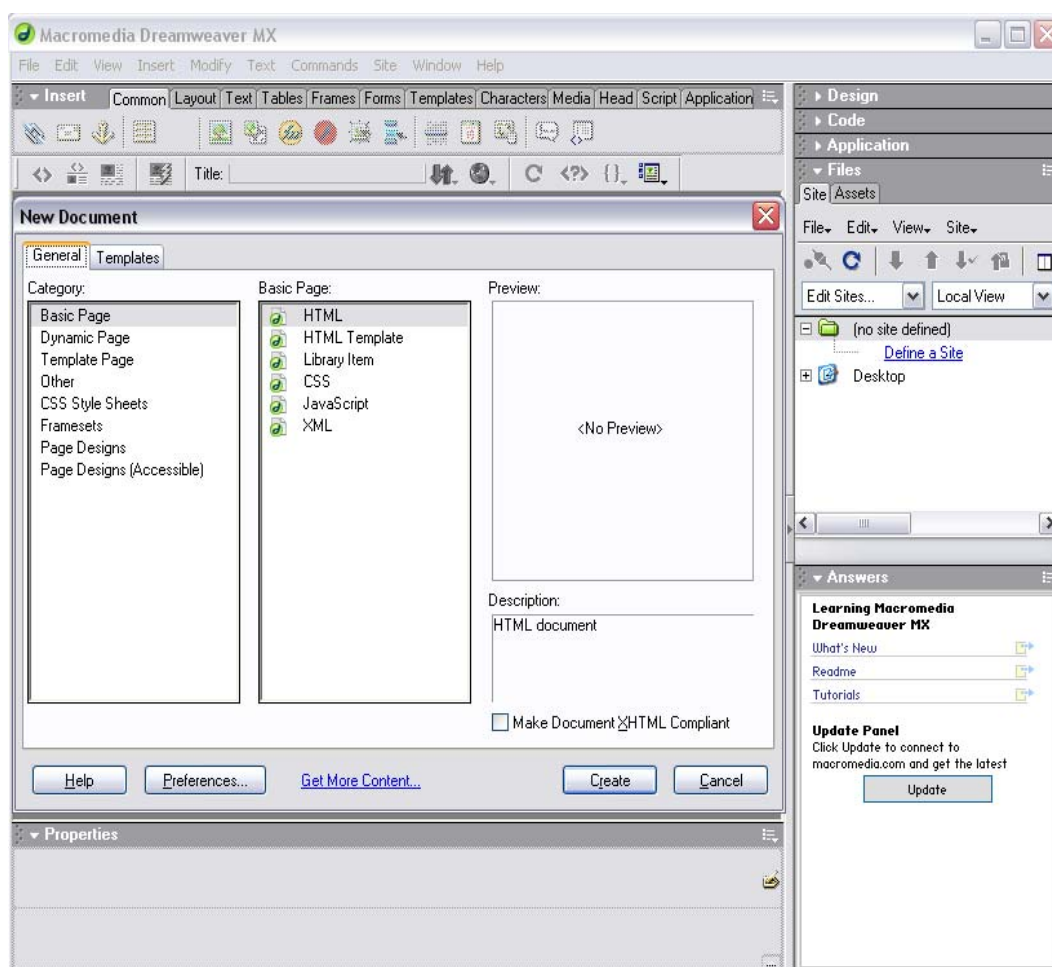 Macromedia Dreamweaver MX
File Edit View Insert Modify Text Commands Site Window Help
Insert Common Layout Text Tables Frames Forms Templates Characters Media Head Script Application
Title:
New Document
General Templates
Category:
Basic Page
Dynamic Page
Template Page
Other
CSS Style Sheets
Framesets
Page Designs
Page Designs (Accessible)
Basic Page:
HTML
HTML Template
Library Item
CSS
JavaScript
XML
Preview:
<No Preview>
Description:
HTML document
Make Document XHTML Compliant
Help Preferences... Get More Content... Create Cancel
Properties
Design
Code
Application
Files
Site Assets
File Edit View Site
Edit Sites... Local View
(no site defined)
Define a Site
Desktop
Answers
Learning Macromedia
Dreamweaver MX
What's New
Readme
Tutorials
Update Panel
Click Update to connect to
macromedia.com and get the latest
Update